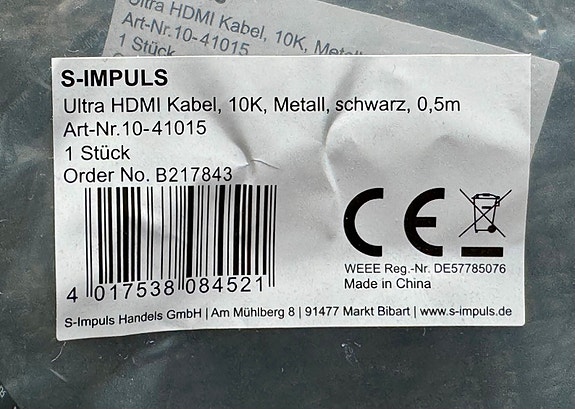 Ultra HDMI Kabel, 10K, Metall,
Art-Nr.10-41015
1 Stück
S-IMPULS
Ultra HDMI Kabel, 10K, Metall, schwarz, 0,5m
Art-Nr.10-41015
1 Stück
Order No. B217843
4 017538 084521
CE
WEEE Reg.-Nr. DE57785076
Made in China
S-Impuls Handels GmbH | Am Mühlberg 8 | 91477 Markt Bibart | www.s-impuls.de